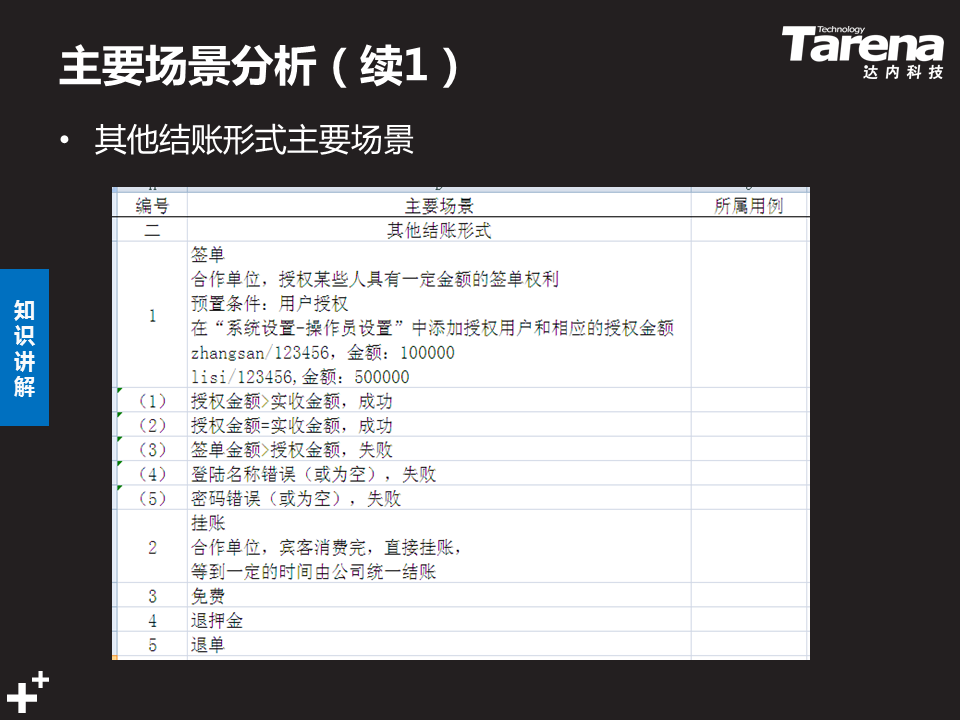 主要场景分析（续1）
Technology
Tarena
达内科技
• 其他结账形式主要场景
编号 主要场景 所属用例
二 其他结账形式
签单
合作单位，授权某些人具有一定金额的签单权利
预置条件：用户授权
1
在“系统设置-操作员设置”中添加授权用户和相应的授权金额
zhangsan/123456，金额：100000
lisi/123456,金额：500000
（1） 授权金额>实收金额，成功
（2） 授权金额=实收金额，成功
（3） 签单金额>授权金额，失败
（4） 登陆名称错误（或为空），失败
（5） 密码错误（或为空），失败
挂账
2 合作单位，宾客消费完，直接挂账，
等到一定的时间由公司统一结账
3 免费
4 退押金
5 退单
知识讲解